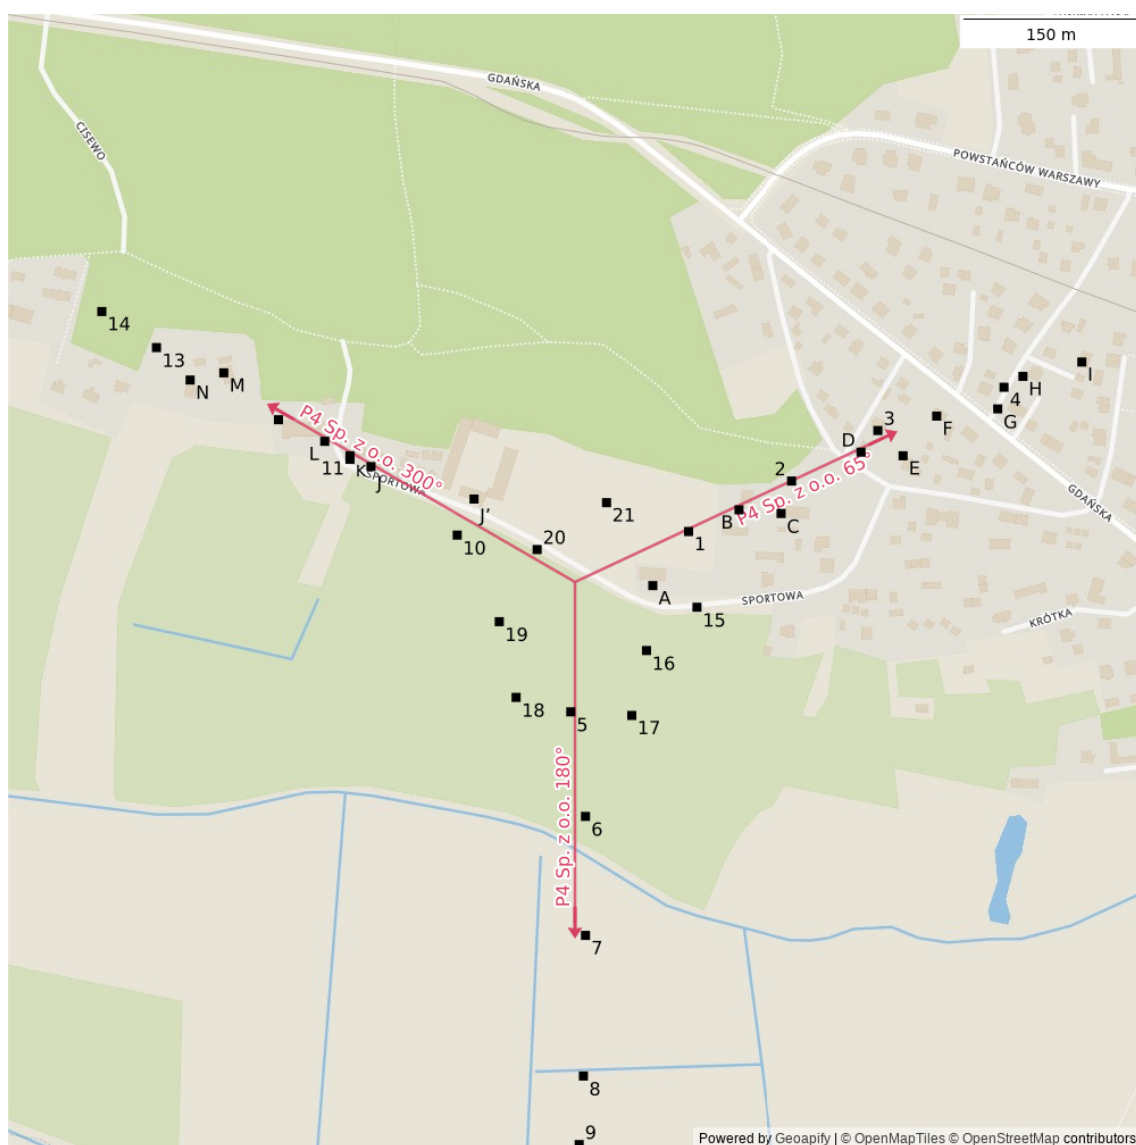 150 m
GDAŃSKA
CISEWO
POWSTAŃCÓW WARSZAWY
14
13
M
N
I
H
4
G
F
3
D
E
P4 Sp. z o.o. 300°
P4 Sp. z o.o. 65°
L
11
K
J
SPORTOWA
2
B
C
GDAŃSKA
J’
21
10
20
1
A
SPORTOWA
15
KRÓTKA
19
16
18
5
17
P4 Sp. z o.o. 180°
6
7
8
9
Powered by Geoapify | © OpenMapTiles © OpenStreetMap contributors